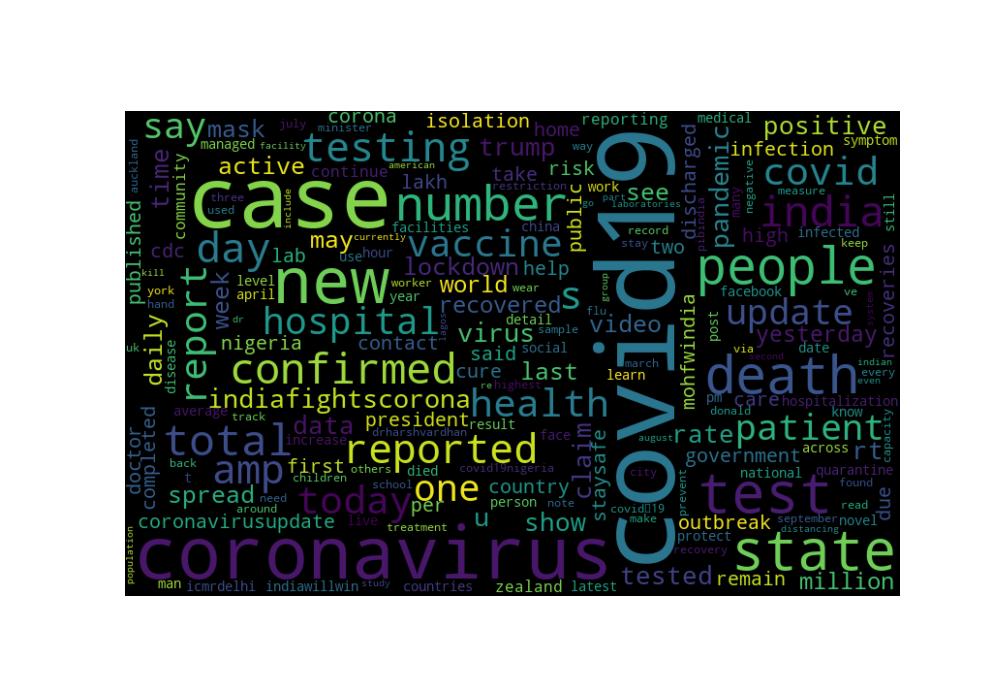 corona
isolation
reporting
medical
say
mask
july
minister
home
way
positive
managed
facility
testing
trump
symptom
american
infection
active
continue
risk
time
case
lakh
take
restriction
work
see
covid
community
three
used
include
number
public
go
part
laboratories
record
covid19
discharged
pandemic
many
negative
measure
india
still
auckland
published
facilities
china
stay
two
pibindia
high
infected
may
currently
day
lab
use
hour
vaccine
cdc
lockdown
help
group
people
keep
kill
level
new
worker
wear
world
facebook
ve
york
april
year
recovered
s
hand
week
dr
flu
update
system
recoveries
report
hospital
detail
sample
video
mohfwindia
post
yesterday
lagos
virus
uk
nigeria
contact
said
social
via
date
indian
daily
disease
cure
last
march
second
every
even
confirmed
learn
death
re
highest
pm
care
hospitalization
indiafightscorona
health
donald
know
average
track
president
result
data
august
rate
patient
total
increase
drharshvardhan
face
claim
staysafe
across
capacity
doctor
completed
reported
government
rt
back
others
covid19nigeria
city
national
quarantine
t
amp
first
children
died
school
country
prevent
test
found
due
spread
need
one
person
note
read
around
today
per
make
september
novel
coronavirusupdate
live
u
show
outbreak
distancing
treatment
protect
recovery
state
population
coronavirus
tested
remain
million
man
icmrdelhi
indiawillwin
study
countries
zealand
latest